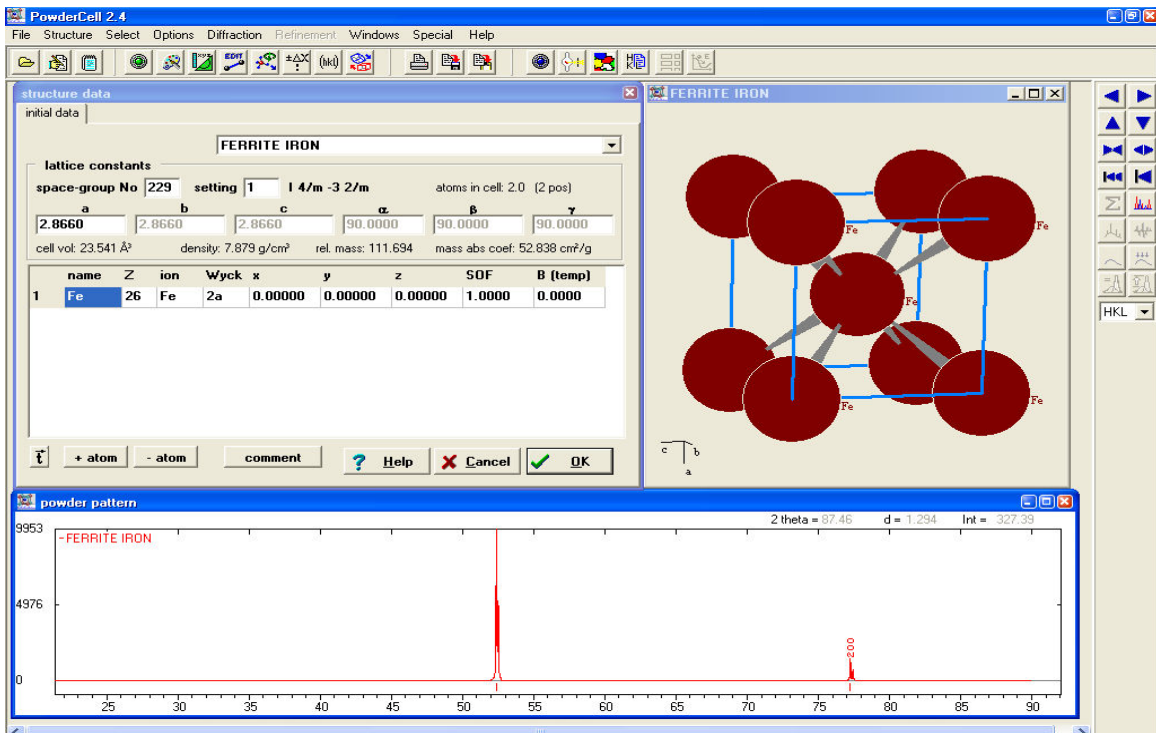 PowderCell 2.4
File Structure Select Options Diffraction Refinement Windows Special Help
EDIT ±ΔX (hkl)
structure data
initial data
FERRITE IRON
lattice constants
space-group No 229 setting 1 I 4/m -3 2/m atoms in cell: 2.0 (2 pos)
a b c α β γ
2.8660 2.8660 2.8660 90.0000 90.0000 90.0000
cell vol: 23.541 Å³ density: 7.879 g/cm³ rel. mass: 111.694 mass abs coef: 52.838 cm²/g
name Z ion Wyck x y z SOF B (temp)
1 Fe 26 Fe 2a 0.00000 0.00000 0.00000 1.0000 0.0000
t + atom - atom comment ? Help Cancel OK
FERRITE IRON
Fe
Fe
Fe
Fe
Fe
c b
a
HKL
powder pattern
2 theta = 87.46 d = 1.294 Int = 327.39
9953
-FERRITE IRON
4976
200
0
25 30 35 40 45 50 55 60 65 70 75 80 85 90